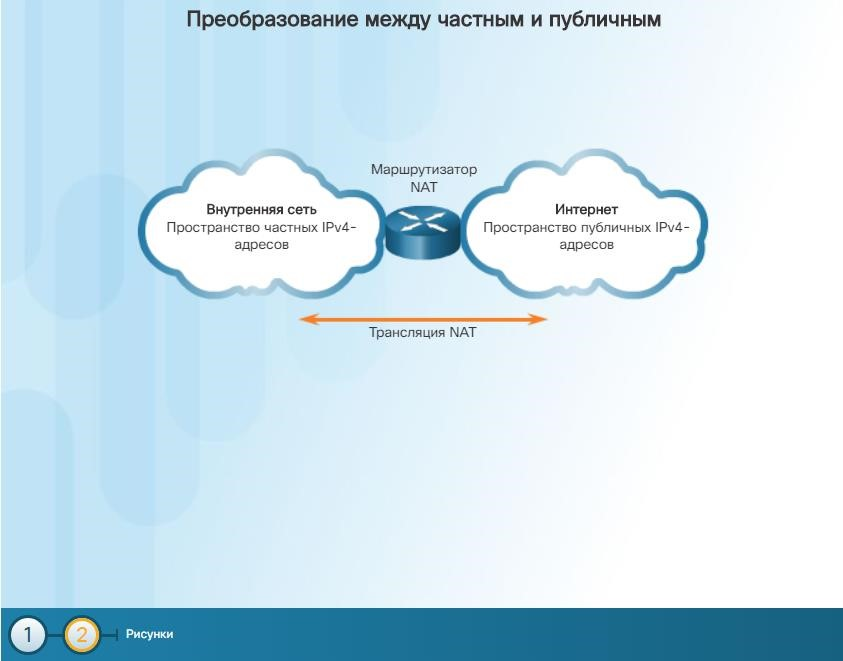 Преобразование между частным и публичным
Маршрутизатор
NAT
Внутренняя сеть
Пространство частных IPv4-
адресов
Интернет
Пространство публичных IPv4-
адресов
Трансляция NAT
1
2
Рисунки